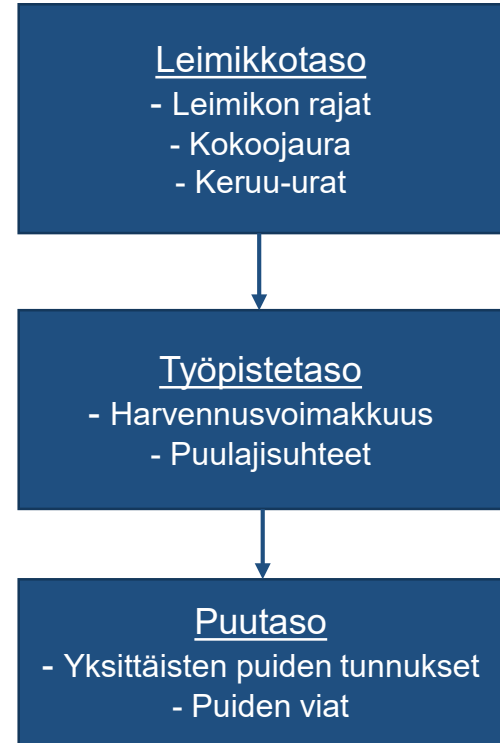 Leimikkotaso
- Leimikon rajat
- Kokoojaura
- Keruu-urat
Työpistetaso
- Harvennusvoimakkuus
- Puulajisuhteet
Puutaso
- Yksittäisten puiden tunnukset
- Puiden viat